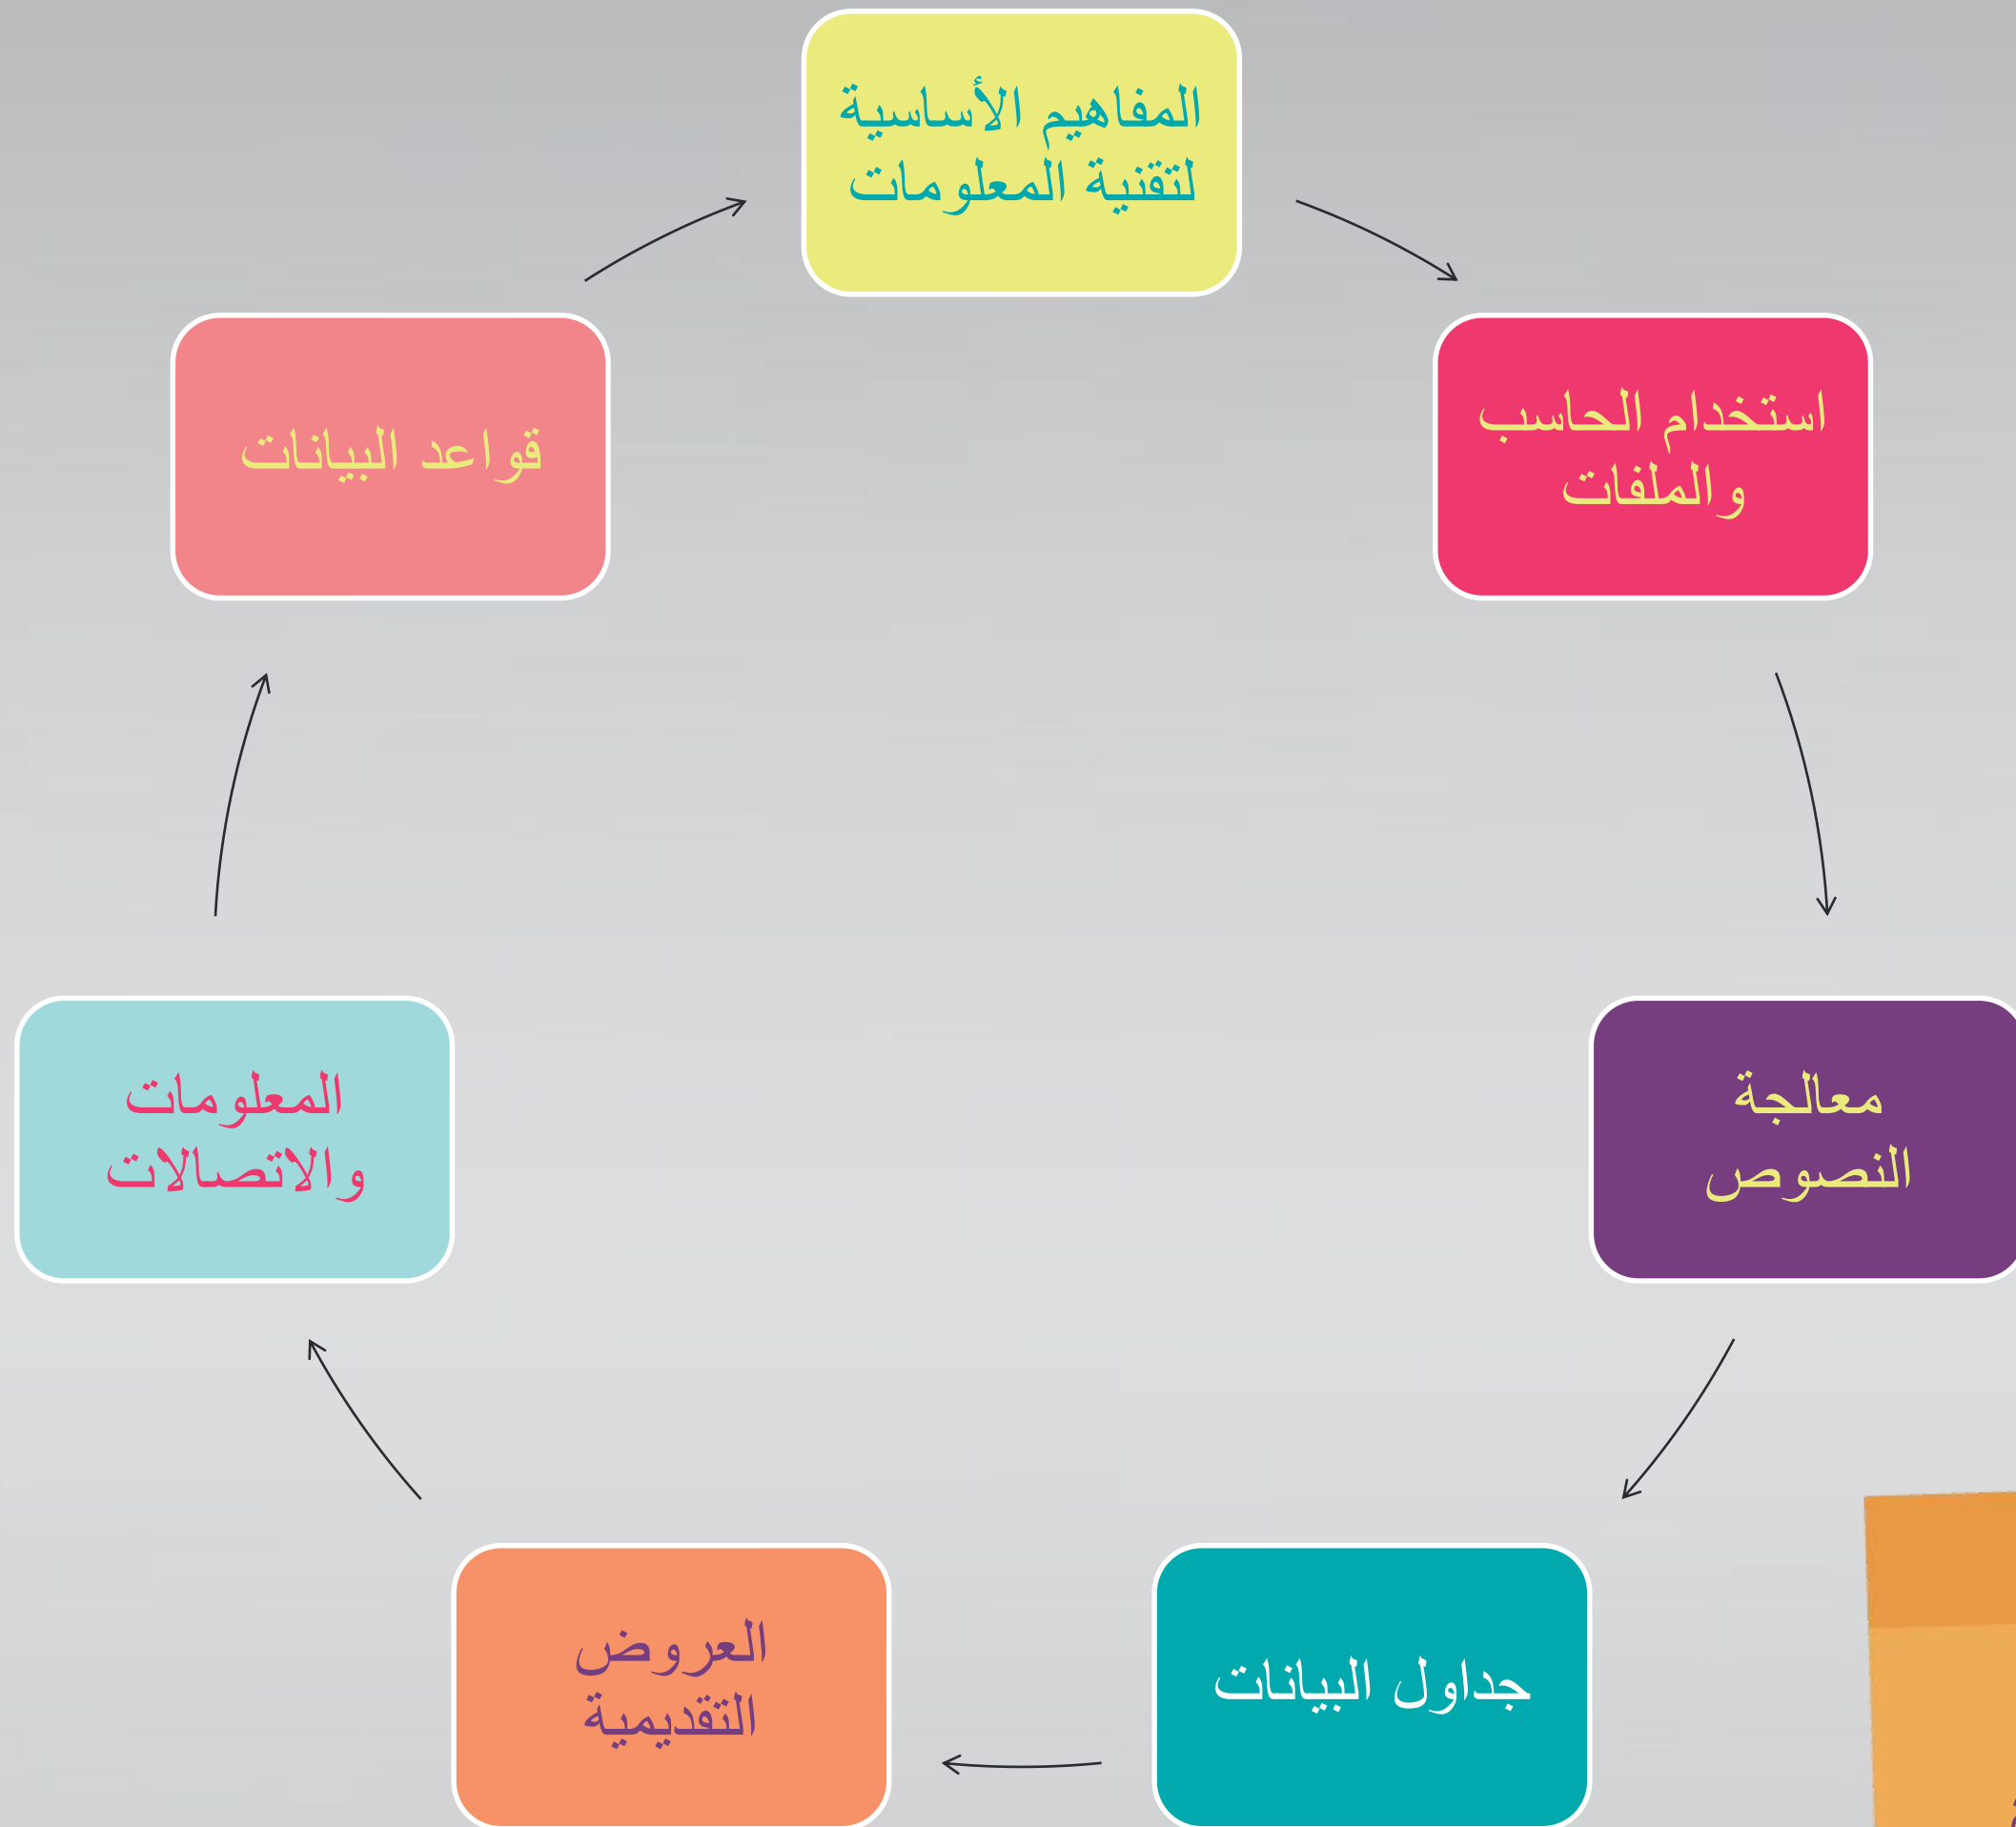 المفاهيم الأساسية
لتقنية المعلومات
استخدام الحاسب
والملفات
معالجة
النصوص
جداول البيانات
العروض
التقديمية
المعلومات
والاتصالات
قواعد البيانات